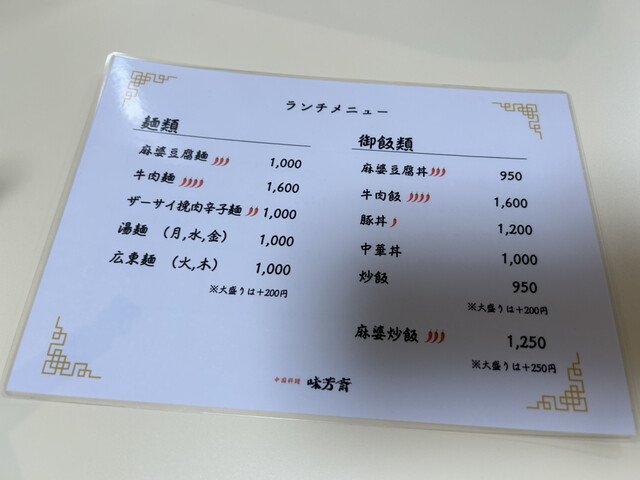 ランチメニュー
麺類
麻婆豆腐麺 1,000
牛肉麺 1,600
ザーサイ挽肉辛子麺 1,000
湯麺 (月,水,金) 1,000
広東麺 (火,木) 1,000
※大盛りは+200円
御飯類
麻婆豆腐丼 950
牛肉飯 1,600
豚丼 1,200
中華丼 1,000
炒飯 950
※大盛りは+200円
麻婆炒飯 1,250
※大盛りは+250円
中国料理 味芳斎